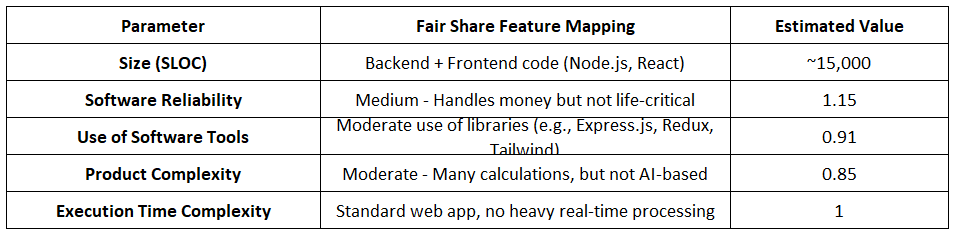 Parameter Fair Share Feature Mapping Estimated Value
Size (SLOC) Backend + Frontend code (Node.js, React) ~15,000
Software Reliability Medium - Handles money but not life-critical 1.15
Use of Software Tools Moderate use of libraries (e.g., Express.js, Redux, 0.91
Tailwind)
Product Complexity Moderate - Many calculations, but not AI-based 0.85
Execution Time Complexity Standard web app, no heavy real-time processing 1